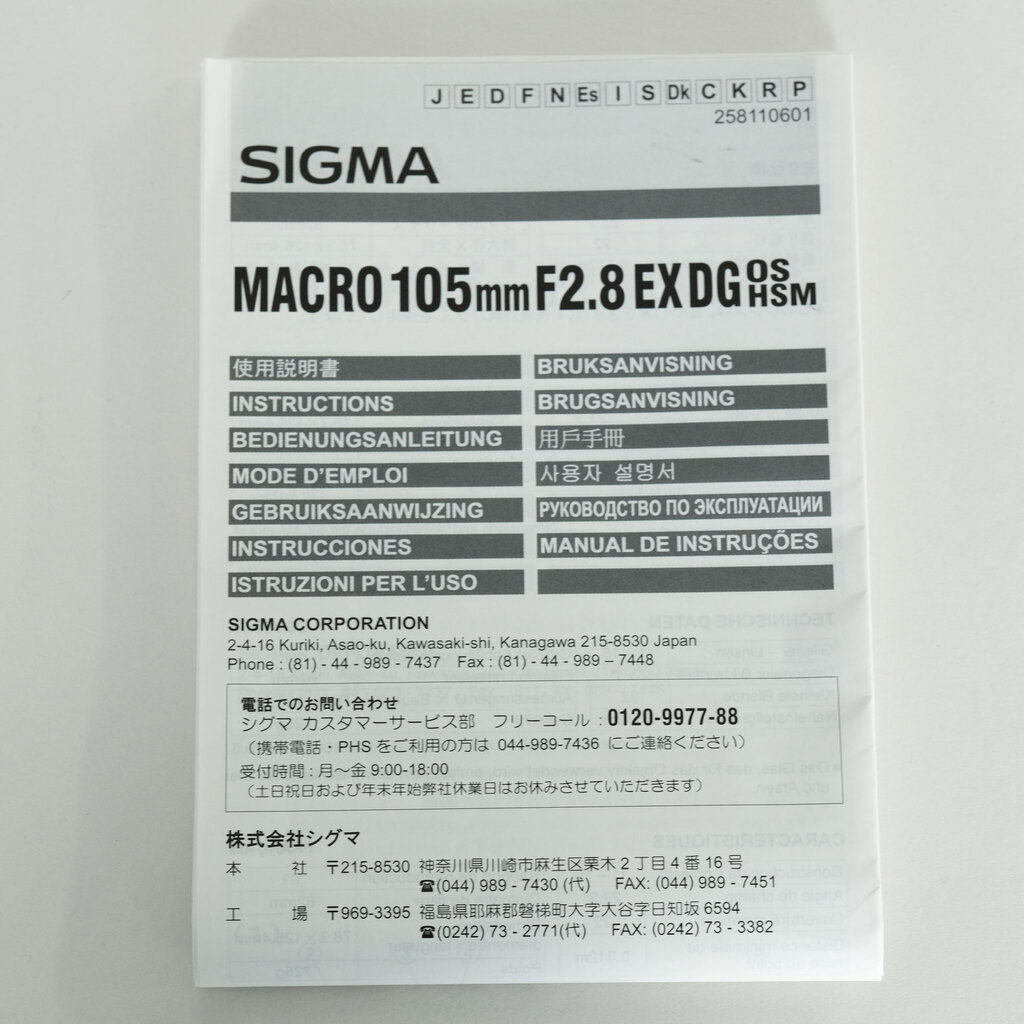 J E D F N Es I S Dk C K R P
258110601
SIGMA
MACRO 105mm F2.8 EX DG OS HSM
使用説明書
INSTRUCTIONS
BEDIENUNGSANLEITUNG
MODE D'EMPLOI
GEBRUIKSAANWIJZING
INSTRUCCIONES
ISTRUZIONI PER L'USO
BRUKSANVISNING
BRUGSANVISNING
用戶手冊
사용자 설명서
РУКОВОДСТВО ПО ЭКСПЛУАТАЦИИ
MANUAL DE INSTRUÇÕES
SIGMA CORPORATION
2-4-16 Kuriki, Asao-ku, Kawasaki-shi, Kanagawa 215-8530 Japan
Phone : (81) - 44 - 989 - 7437 Fax : (81) - 44 - 989 – 7448
電話でのお問い合わせ
シグマ カスタマーサービス部 フリーコール : 0120-9977-88
（携帯電話・PHS をご利用の方は 044-989-7436 にご連絡ください）
受付時間 : 月～金 9:00-18:00
（土日祝日および年末年始弊社休業日はお休みさせていただきます）
株式会社シグマ
本 社 〒215-8530 神奈川県川崎市麻生区栗木 2 丁目 4 番 16 号
☎(044) 989 - 7430 (代) FAX: (044) 989 - 7451
工 場 〒969-3395 福島県耶麻郡磐梯町大字大谷字日知坂 6594
☎(0242) 73 - 2771(代) FAX: (0242) 73 - 3382